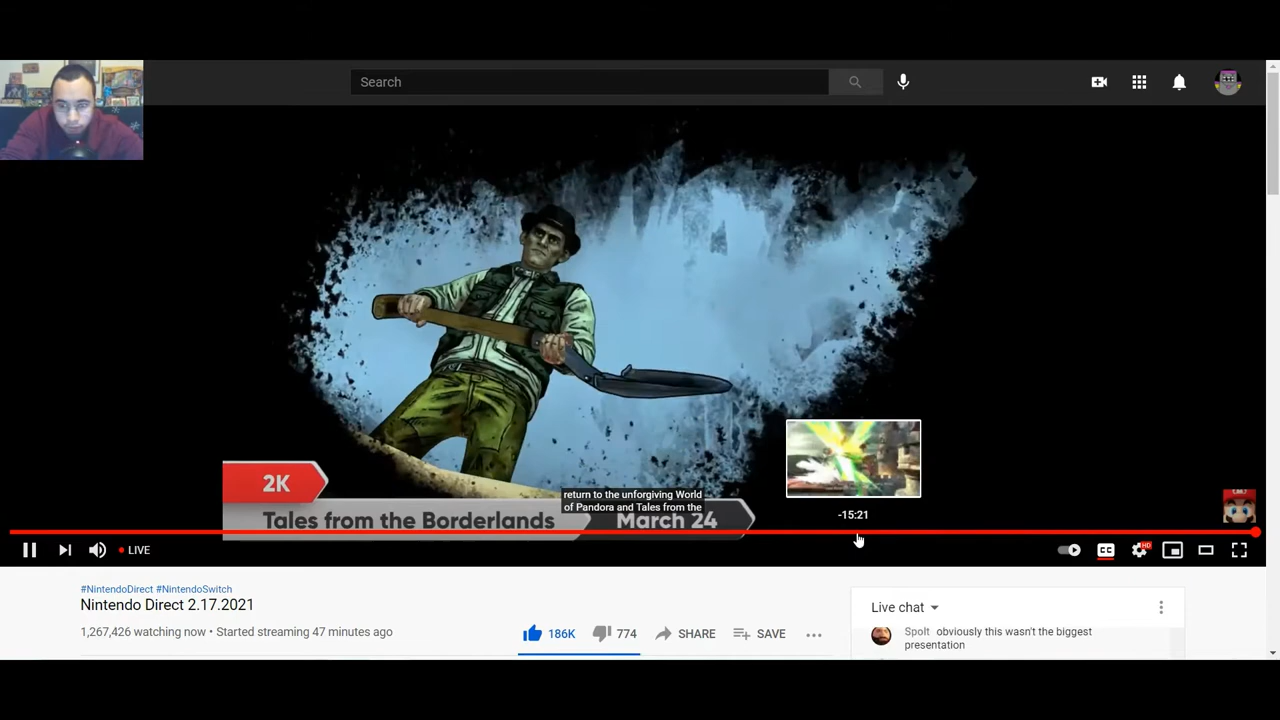 Search
2K
return to the unforgiving World
of Pandora and Tales from the
Tales from the Borderlands
March 24
-15:21
LIVE
CC
HD
#NintendoDirect #NintendoSwitch
Nintendo Direct 2.17.2021
1,267,426 watching now • Started streaming 47 minutes ago
186K
774
SHARE
SAVE
Live chat
Spolt obviously this wasn't the biggest
presentation